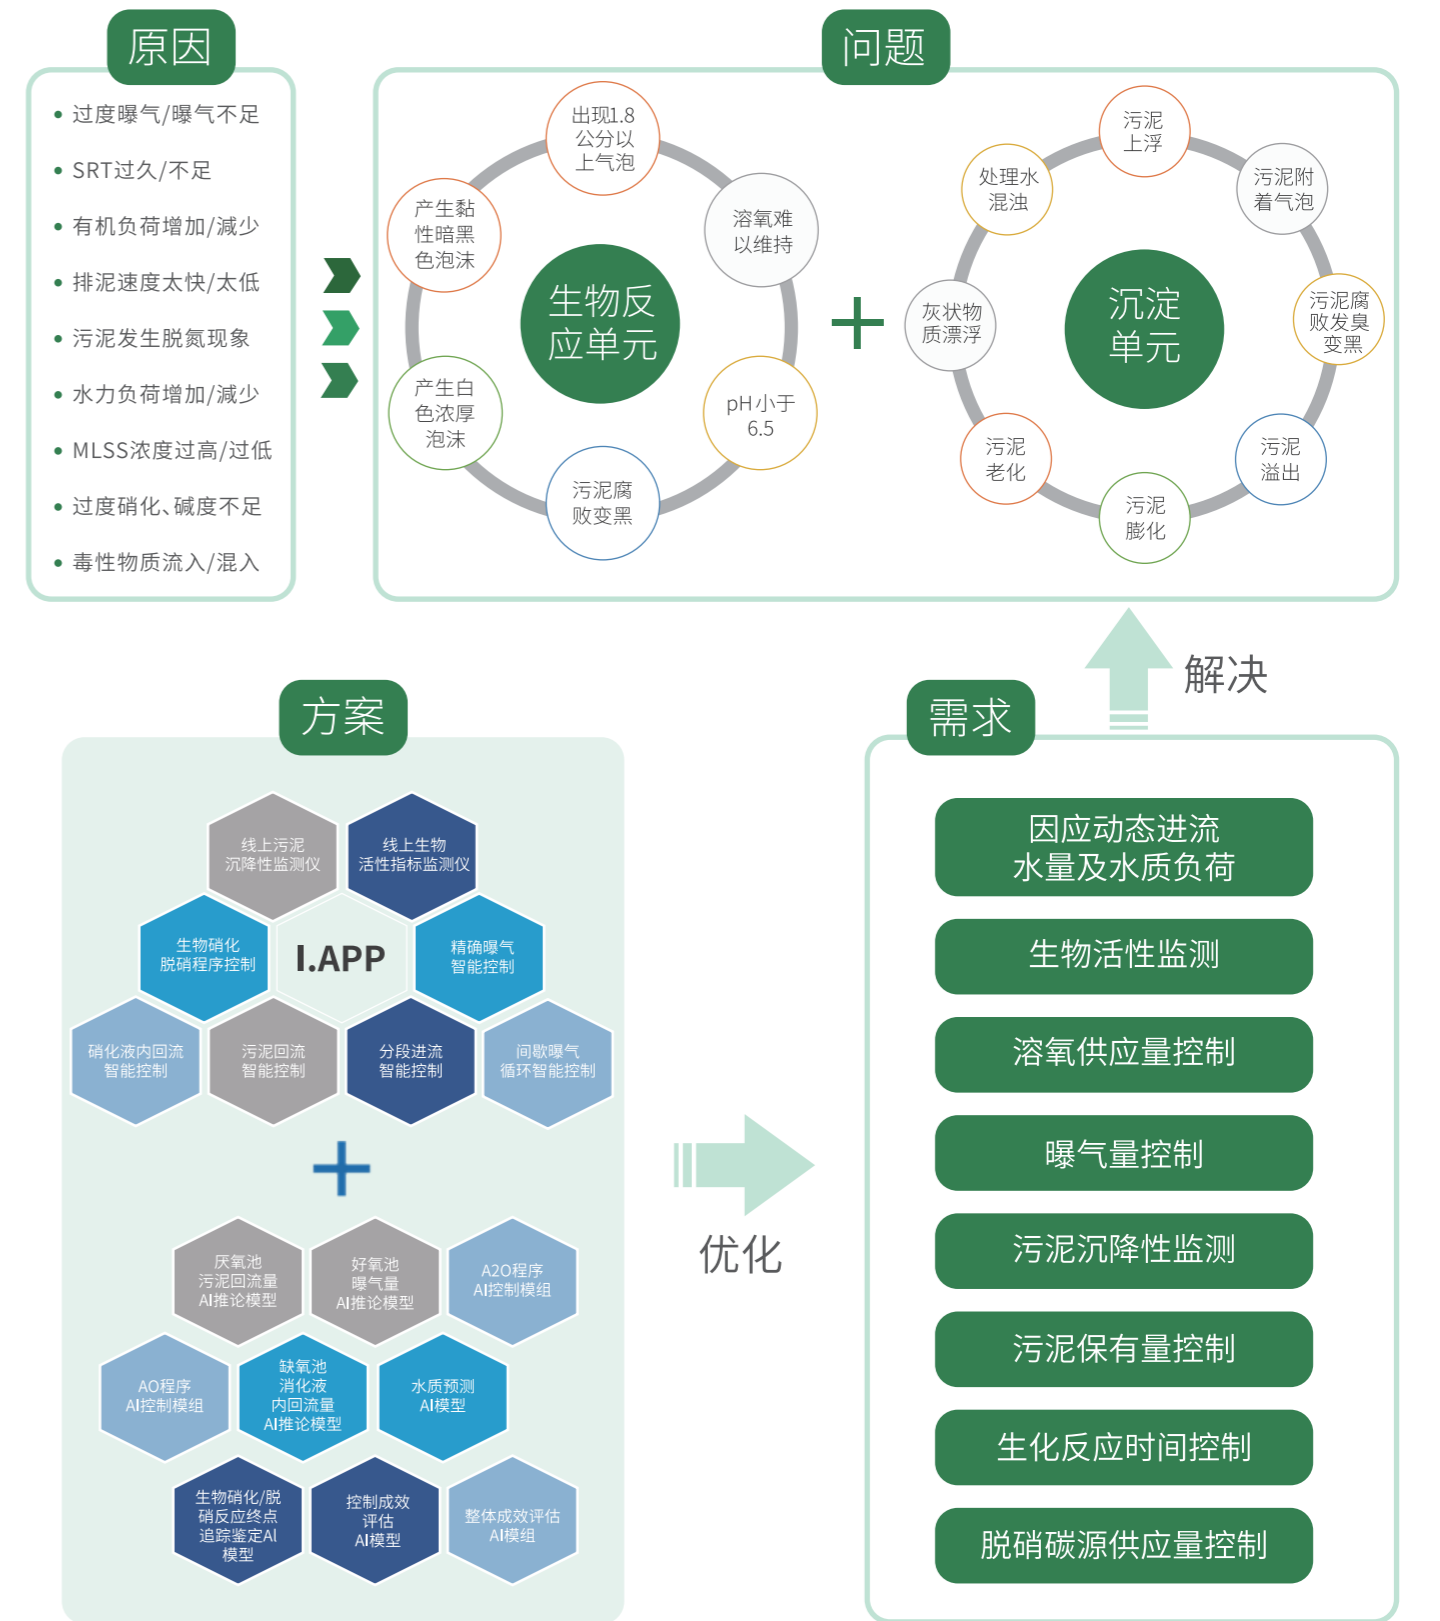 原因
过度曝气/曝气不足
SRT过久/不足
有机负荷增加/减少
排泥速度太快/太低
污泥发生脱氮现象
水力负荷增加/减少
MLSS浓度过高/过低
过度硝化、碱度不足
毒性物质流入/混入
问题
出现1.8
公分以
上气泡
溶氧难
以维持
pH小于
6.5
污泥腐
败变黑
产生白
色浓厚
泡沫
产生黏
性暗黑
色泡沫
生物反
应单元
污泥
上浮
污泥附
着气泡
污泥腐
败发臭
变黑
污泥
溢出
污泥
膨化
污泥
老化
灰状物
质漂浮
处理水
混浊
沉淀
单元
解决
方案
线上污泥
沉降性监测仪
线上生物
活性指标监测仪
生物硝化
脱硝程序控制
I.APP
精确曝气
智能控制
硝化液内回流
智能控制
污泥回流
智能控制
分段进流
智能控制
间歇曝气
循环智能控制
厌氧池
污泥回流量
AI推论模型
好氧池
曝气量
AI推论模型
A2O程序
AI控制模组
AO程序
AI控制模组
缺氧池
消化液
内回流量
AI推论模型
水质预测
AI模型
生物硝化/脱
硝反应终点
追踪鉴定AI
模型
控制成效
评估
AI模型
整体成效评估
AI模组
优化
需求
因应动态进流
水量及水质负荷
生物活性监测
溶氧供应量控制
曝气量控制
污泥沉降性监测
污泥保有量控制
生化反应时间控制
脱硝碳源供应量控制